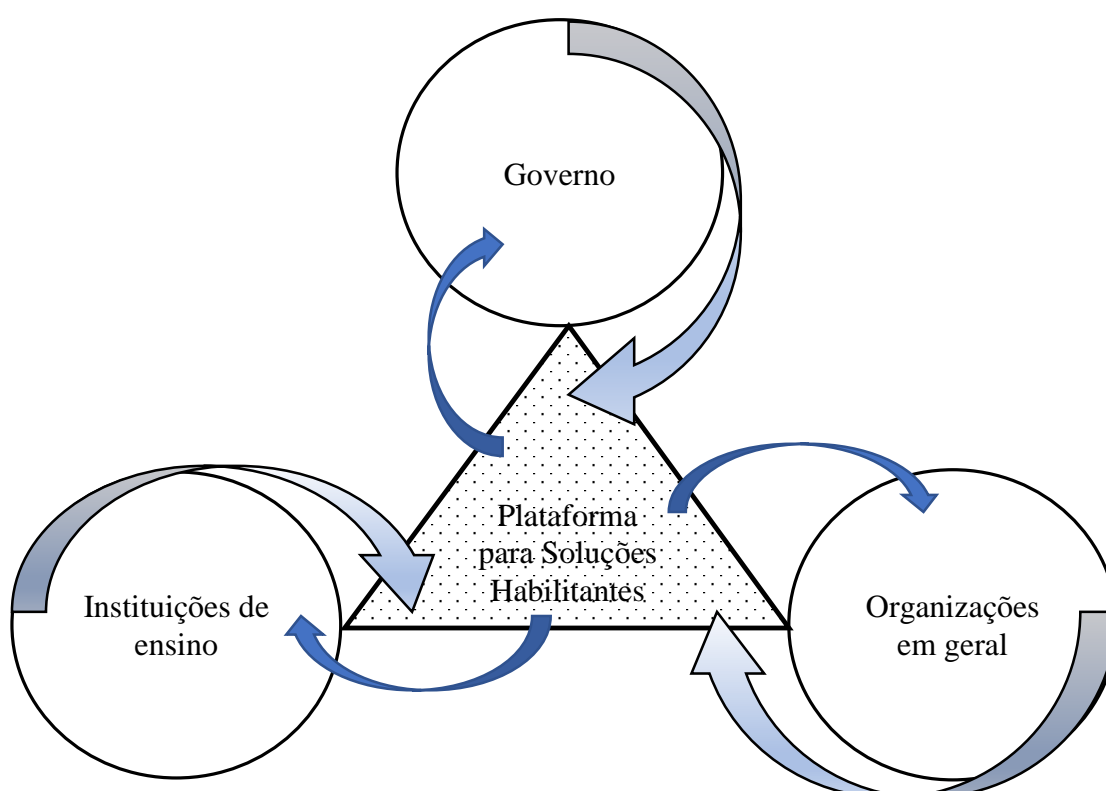 Governo
Plataforma
para Soluções
Habilitantes
Instituições de
ensino
Organizações
em geral